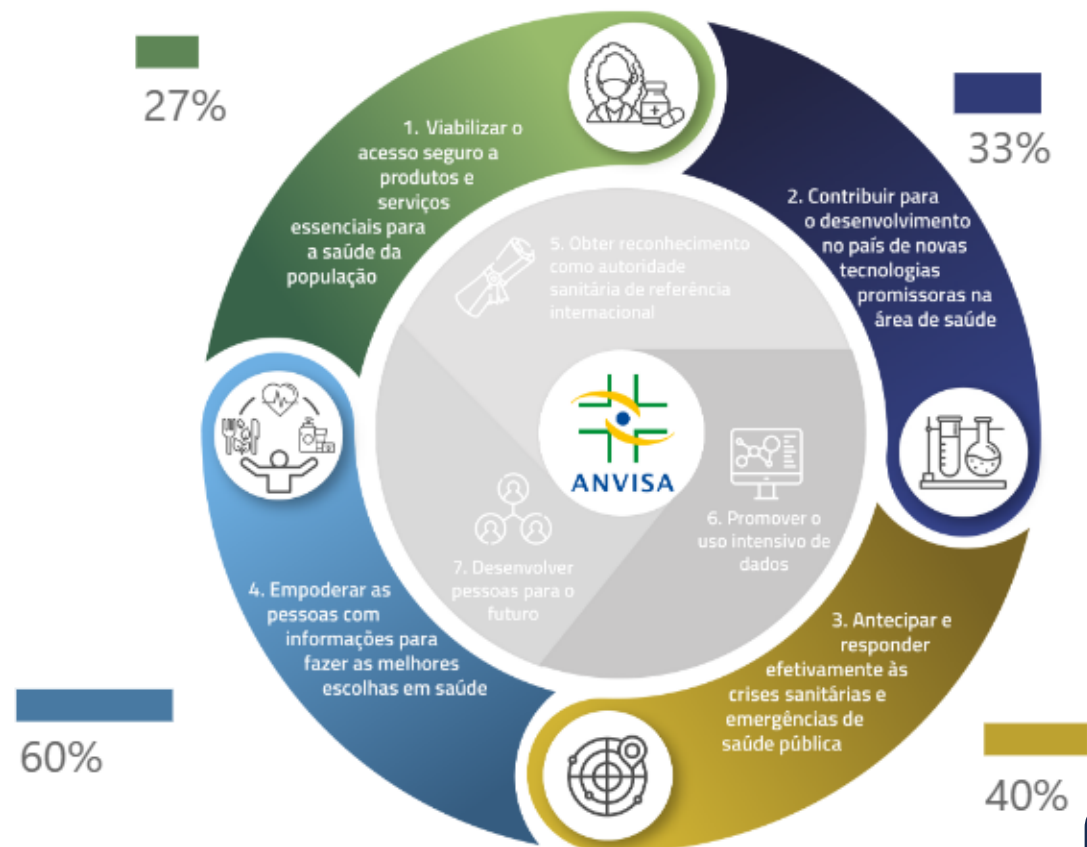 27%
1. Viabilizar o
acesso seguro a
produtos e
serviços
essenciais para
a saúde da
população
33%
2. Contribuir para
o desenvolvimento
no país de novas
tecnologias
promissoras na
área de saúde
5. Obter reconhecimento
como autoridade
sanitária de referência
internacional
ANVISA
6. Promover o
uso intensivo de
dados
7. Desenvolver
pessoas para o
futuro
4. Empoderar as
pessoas com
informações para
fazer as melhores
escolhas em saúde
60%
3. Antecipar e
responder
efetivamente às
crises sanitárias e
emergências de
saúde pública
40%